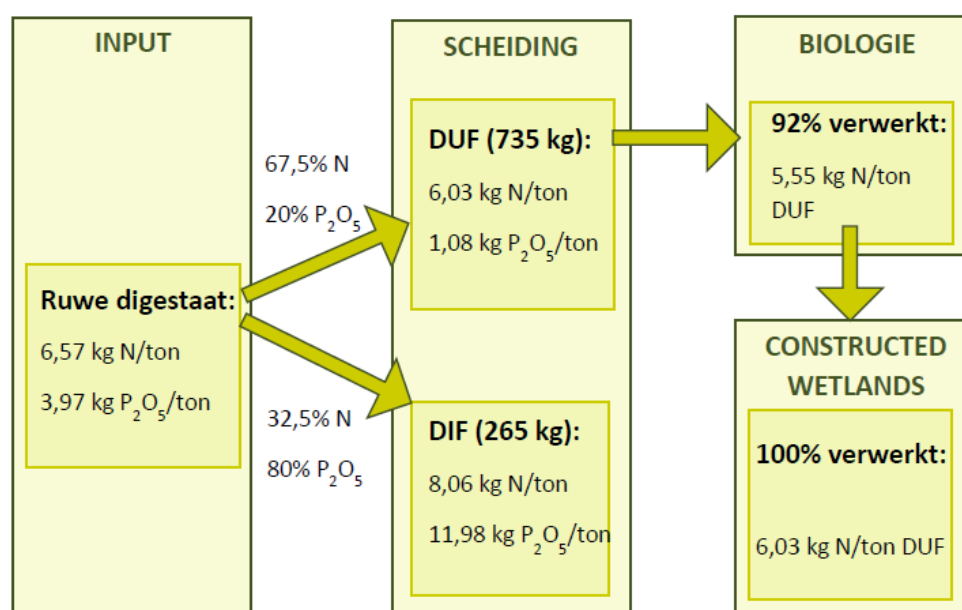 INPUT
Ruwe digestaat:
6,57 kg N/ton
3,97 kg P₂O₅/ton
67,5% N
20% P₂O₅
32,5% N
80% P₂O₅
SCHEIDING
DUF (735 kg):
6,03 kg N/ton
1,08 kg P₂O₅/ton
DIF (265 kg):
8,06 kg N/ton
11,98 kg P₂O₅/ton
BIOLOGIE
92% verwerkt:
5,55 kg N/ton
DUF
CONSTRUCTED
WETLANDS
100% verwerkt:
6,03 kg N/ton DUF